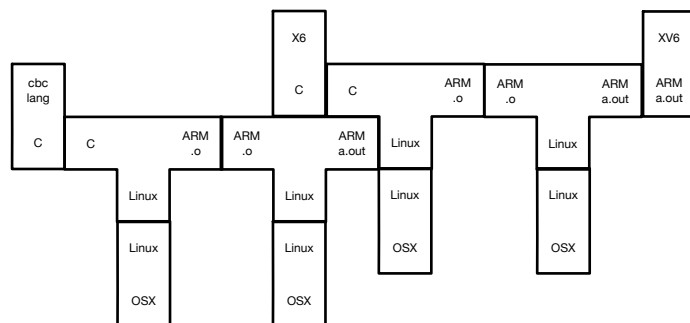 X6
XV6
cbc
lang
C
C
ARM
.o
ARM
.o
ARM
a.out
ARM
a.out
C
C
ARM
.o
ARM
.o
ARM
a.out
Linux
Linux
Linux
Linux
Linux
Linux
Linux
Linux
OSX
OSX
OSX
OSX